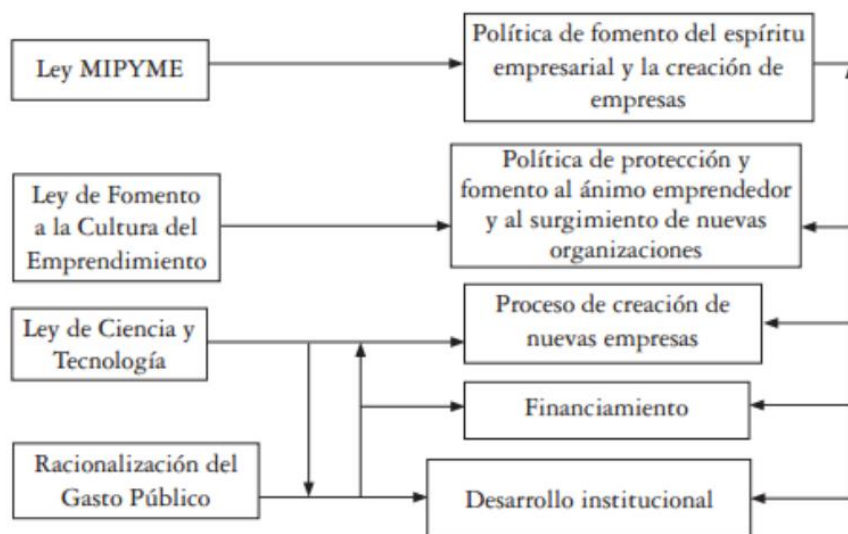 Ley MIPYME
Política de fomento del espíritu
empresarial y la creación de
empresas
Ley de Fomento
a la Cultura del
Emprendimiento
Política de protección y
fomento al ánimo emprendedor
y al surgimiento de nuevas
organizaciones
Ley de Ciencia y
Tecnología
Proceso de creación de
nuevas empresas
Financiamiento
Racionalización del
Gasto Público
Desarrollo institucional